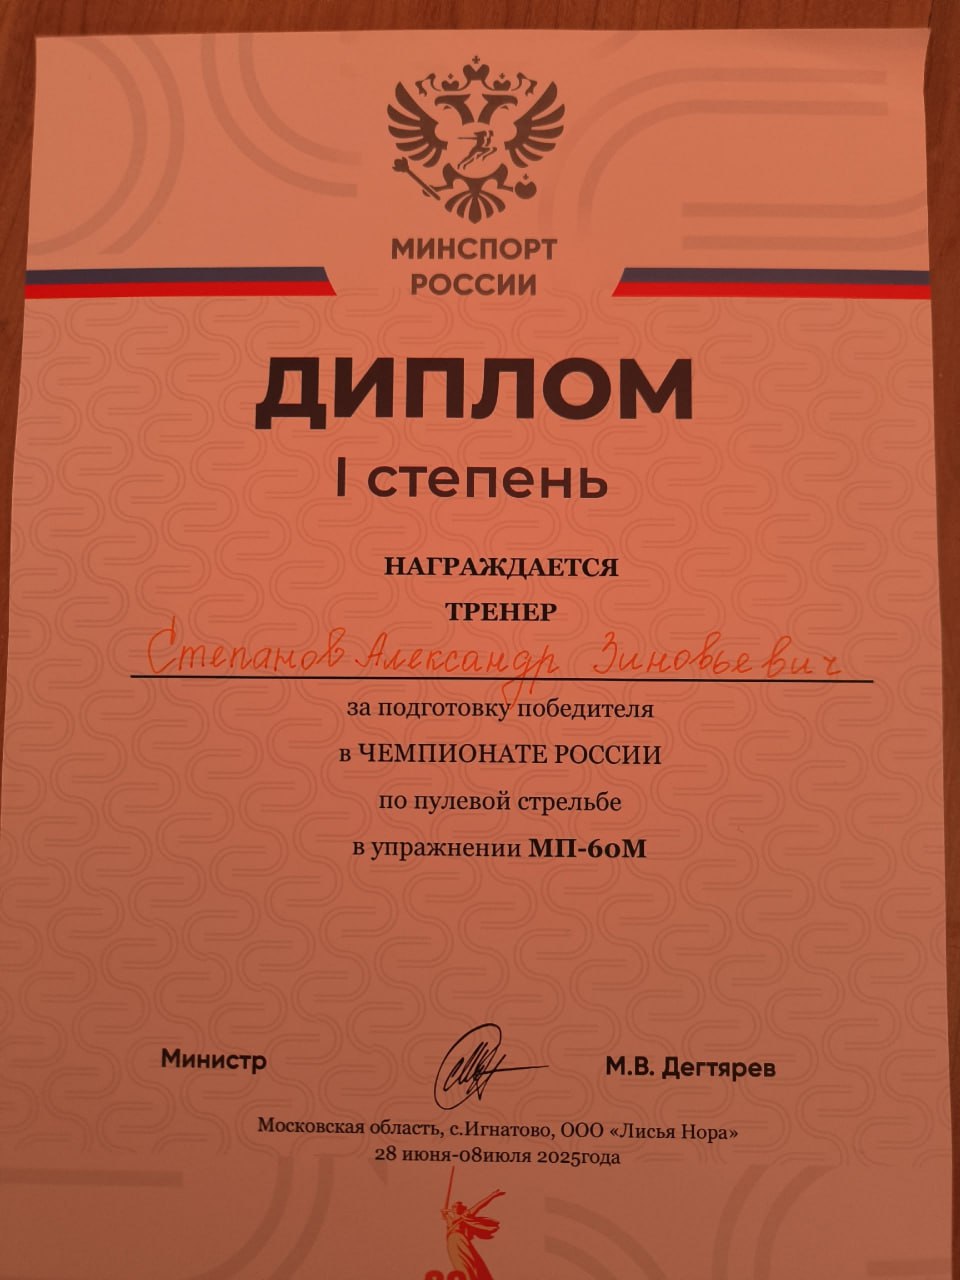 МИНСПОРТ
РОССИИ
ДИПЛОМ
I степень
НАГРАЖДАЕТСЯ
ТРЕНЕР
Степанов Александр Зиновьевич
за подготовку победителя
в ЧЕМПИОНАТЕ РОССИИ
по пулевой стрельбе
в упражнении МП-60М
Министр М.В. Дегтярев
Московская область, с.Игнатово, ООО «Лисья Нора»
28 июня-08июля 2025года